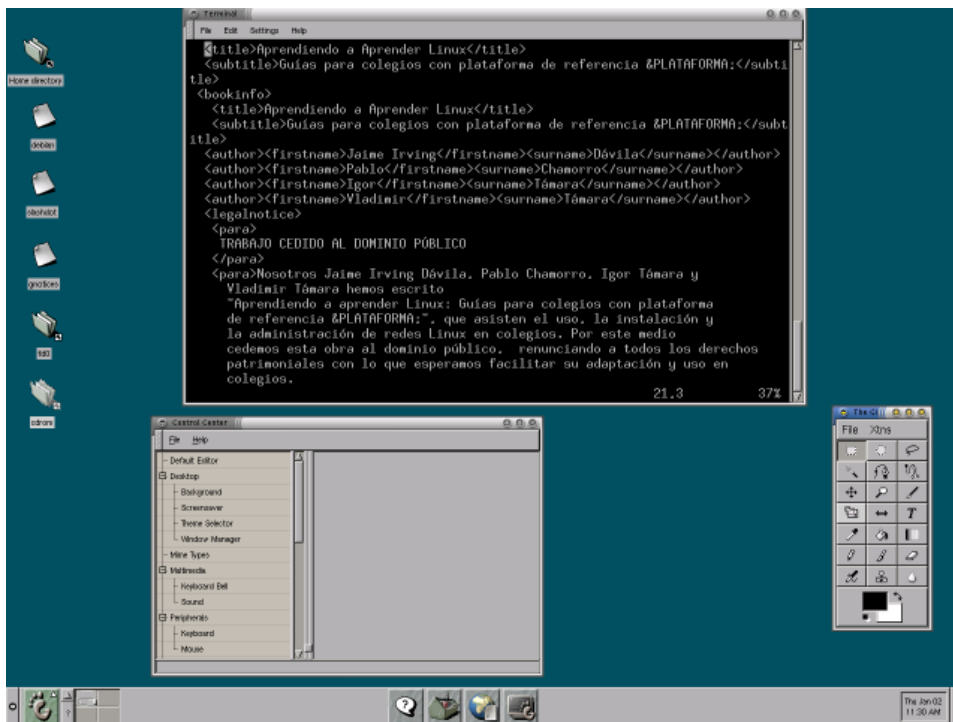 Terminal
File Edit Settings Help
<title>Aprendiendo a Aprender Linux</title>
<subtitle>Guías para colegios con plataforma de referencia &PLATAFORMA;</subti
tle>
<bookinfo>
<title>Aprendiendo a Aprender Linux</title>
<subtitle>Guías para colegios con plataforma de referencia &PLATAFORMA;</subt
itle>
<author><firstname>Jaime Irving</firstname><surname>Dávila</surname></author>
<author><firstname>Pablo</firstname><surname>Chamorro</surname></author>
<author><firstname>Igor</firstname><surname>Támara</surname></author>
<author><firstname>Vladimir</firstname><surname>Támara</surname></author>
<legalnotice>
<para>
TRABAJO CEDIDO AL DOMINIO PÚBLICO
</para>
<para>Nosotros Jaime Irving Dávila, Pablo Chamorro, Igor Támara y
Vladimir Támara hemos escrito
"Aprendiendo a aprender Linux: Guías para colegios con plataforma
de referencia &PLATAFORMA;", que asisten el uso, la instalación y
la administración de redes Linux en colegios. Por este medio
cedemos esta obra al dominio público, renunciando a todos los derechos
patrimoniales con lo que esperamos facilitar su adaptación y uso en
colegios.
21,3 37%
Home directory
debian
slashdot
gnotices
fd0
cdrom
Control Center
File Help
Default Editor
Desktop
Background
Screensaver
Theme Selector
Window Manager
Mime Types
Multimedia
Keyboard Bell
Sound
Peripherals
Keyboard
Mouse
The GI
File Xtns
Thu Jan 02
11:30 AM